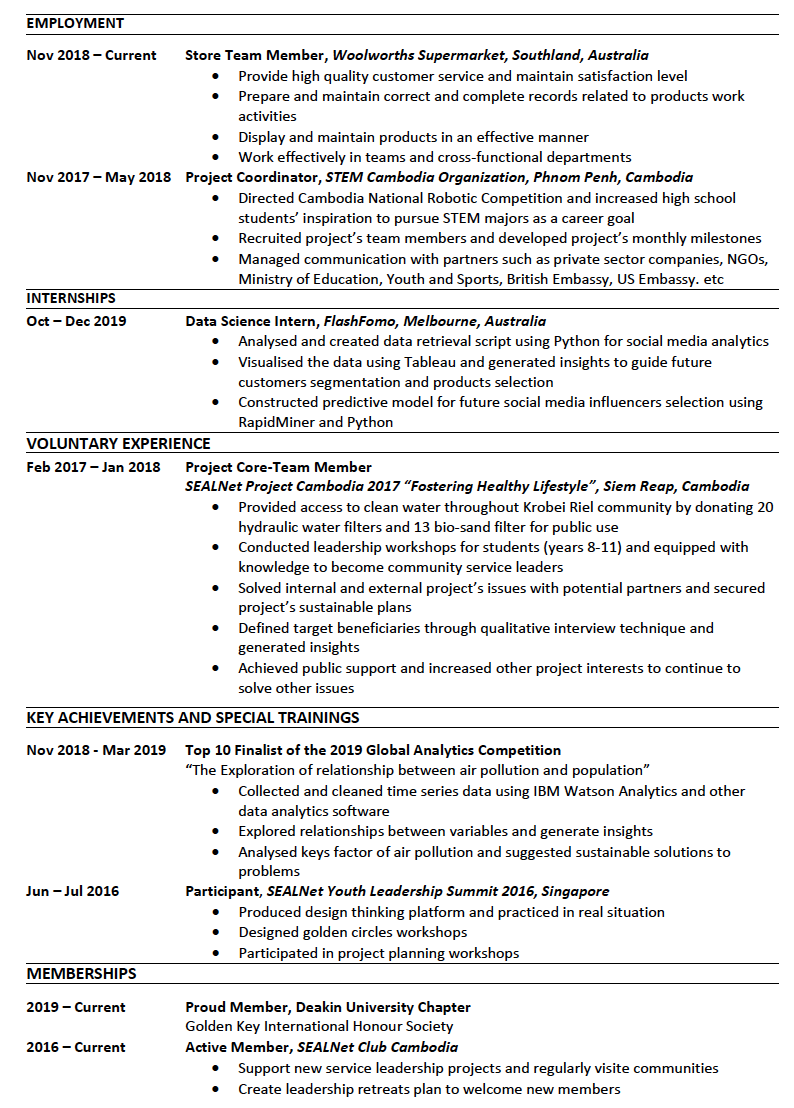 EMPLOYMENT
Nov 2018 – Current Store Team Member, Woolworths Supermarket, Southland, Australia
• Provide high quality customer service and maintain satisfaction level
• Prepare and maintain correct and complete records related to products work
activities
• Display and maintain products in an effective manner
• Work effectively in teams and cross-functional departments
Nov 2017 – May 2018 Project Coordinator, STEM Cambodia Organization, Phnom Penh, Cambodia
• Directed Cambodia National Robotic Competition and increased high school
students’ inspiration to pursue STEM majors as a career goal
• Recruited project’s team members and developed project’s monthly milestones
• Managed communication with partners such as private sector companies, NGOs,
Ministry of Education, Youth and Sports, British Embassy, US Embassy. etc
INTERNSHIPS
Oct – Dec 2019 Data Science Intern, FlashFomo, Melbourne, Australia
• Analysed and created data retrieval script using Python for social media analytics
• Visualised the data using Tableau and generated insights to guide future
customers segmentation and products selection
• Constructed predictive model for future social media influencers selection using
RapidMiner and Python
VOLUNTARY EXPERIENCE
Feb 2017 – Jan 2018 Project Core-Team Member
SEALNet Project Cambodia 2017 “Fostering Healthy Lifestyle”, Siem Reap, Cambodia
• Provided access to clean water throughout Krobei Riel community by donating 20
hydraulic water filters and 13 bio-sand filter for public use
• Conducted leadership workshops for students (years 8-11) and equipped with
knowledge to become community service leaders
• Solved internal and external project’s issues with potential partners and secured
project’s sustainable plans
• Defined target beneficiaries through qualitative interview technique and
generated insights
• Achieved public support and increased other project interests to continue to
solve other issues
KEY ACHIEVEMENTS AND SPECIAL TRAININGS
Nov 2018 - Mar 2019 Top 10 Finalist of the 2019 Global Analytics Competition
“The Exploration of relationship between air pollution and population”
• Collected and cleaned time series data using IBM Watson Analytics and other
data analytics software
• Explored relationships between variables and generate insights
• Analysed keys factor of air pollution and suggested sustainable solutions to
problems
Jun – Jul 2016 Participant, SEALNet Youth Leadership Summit 2016, Singapore
• Produced design thinking platform and practiced in real situation
• Designed golden circles workshops
• Participated in project planning workshops
MEMBERSHIPS
2019 – Current Proud Member, Deakin University Chapter
Golden Key International Honour Society
2016 – Current Active Member, SEALNet Club Cambodia
• Support new service leadership projects and regularly visite communities
• Create leadership retreats plan to welcome new members